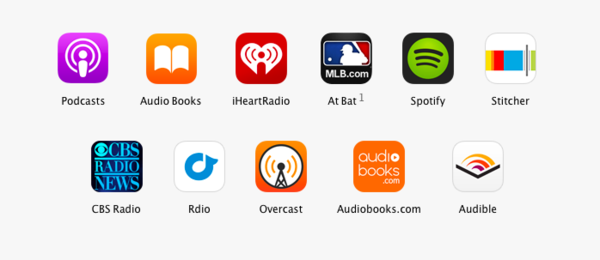 MLB.com
Podcasts
Audio Books
iHeartRadio
At Bat 1
Spotify
Stitcher
CBS
RADIO
NEWS
audio
books
.com
CBS Radio
Rdio
Overcast
Audiobooks.com
Audible